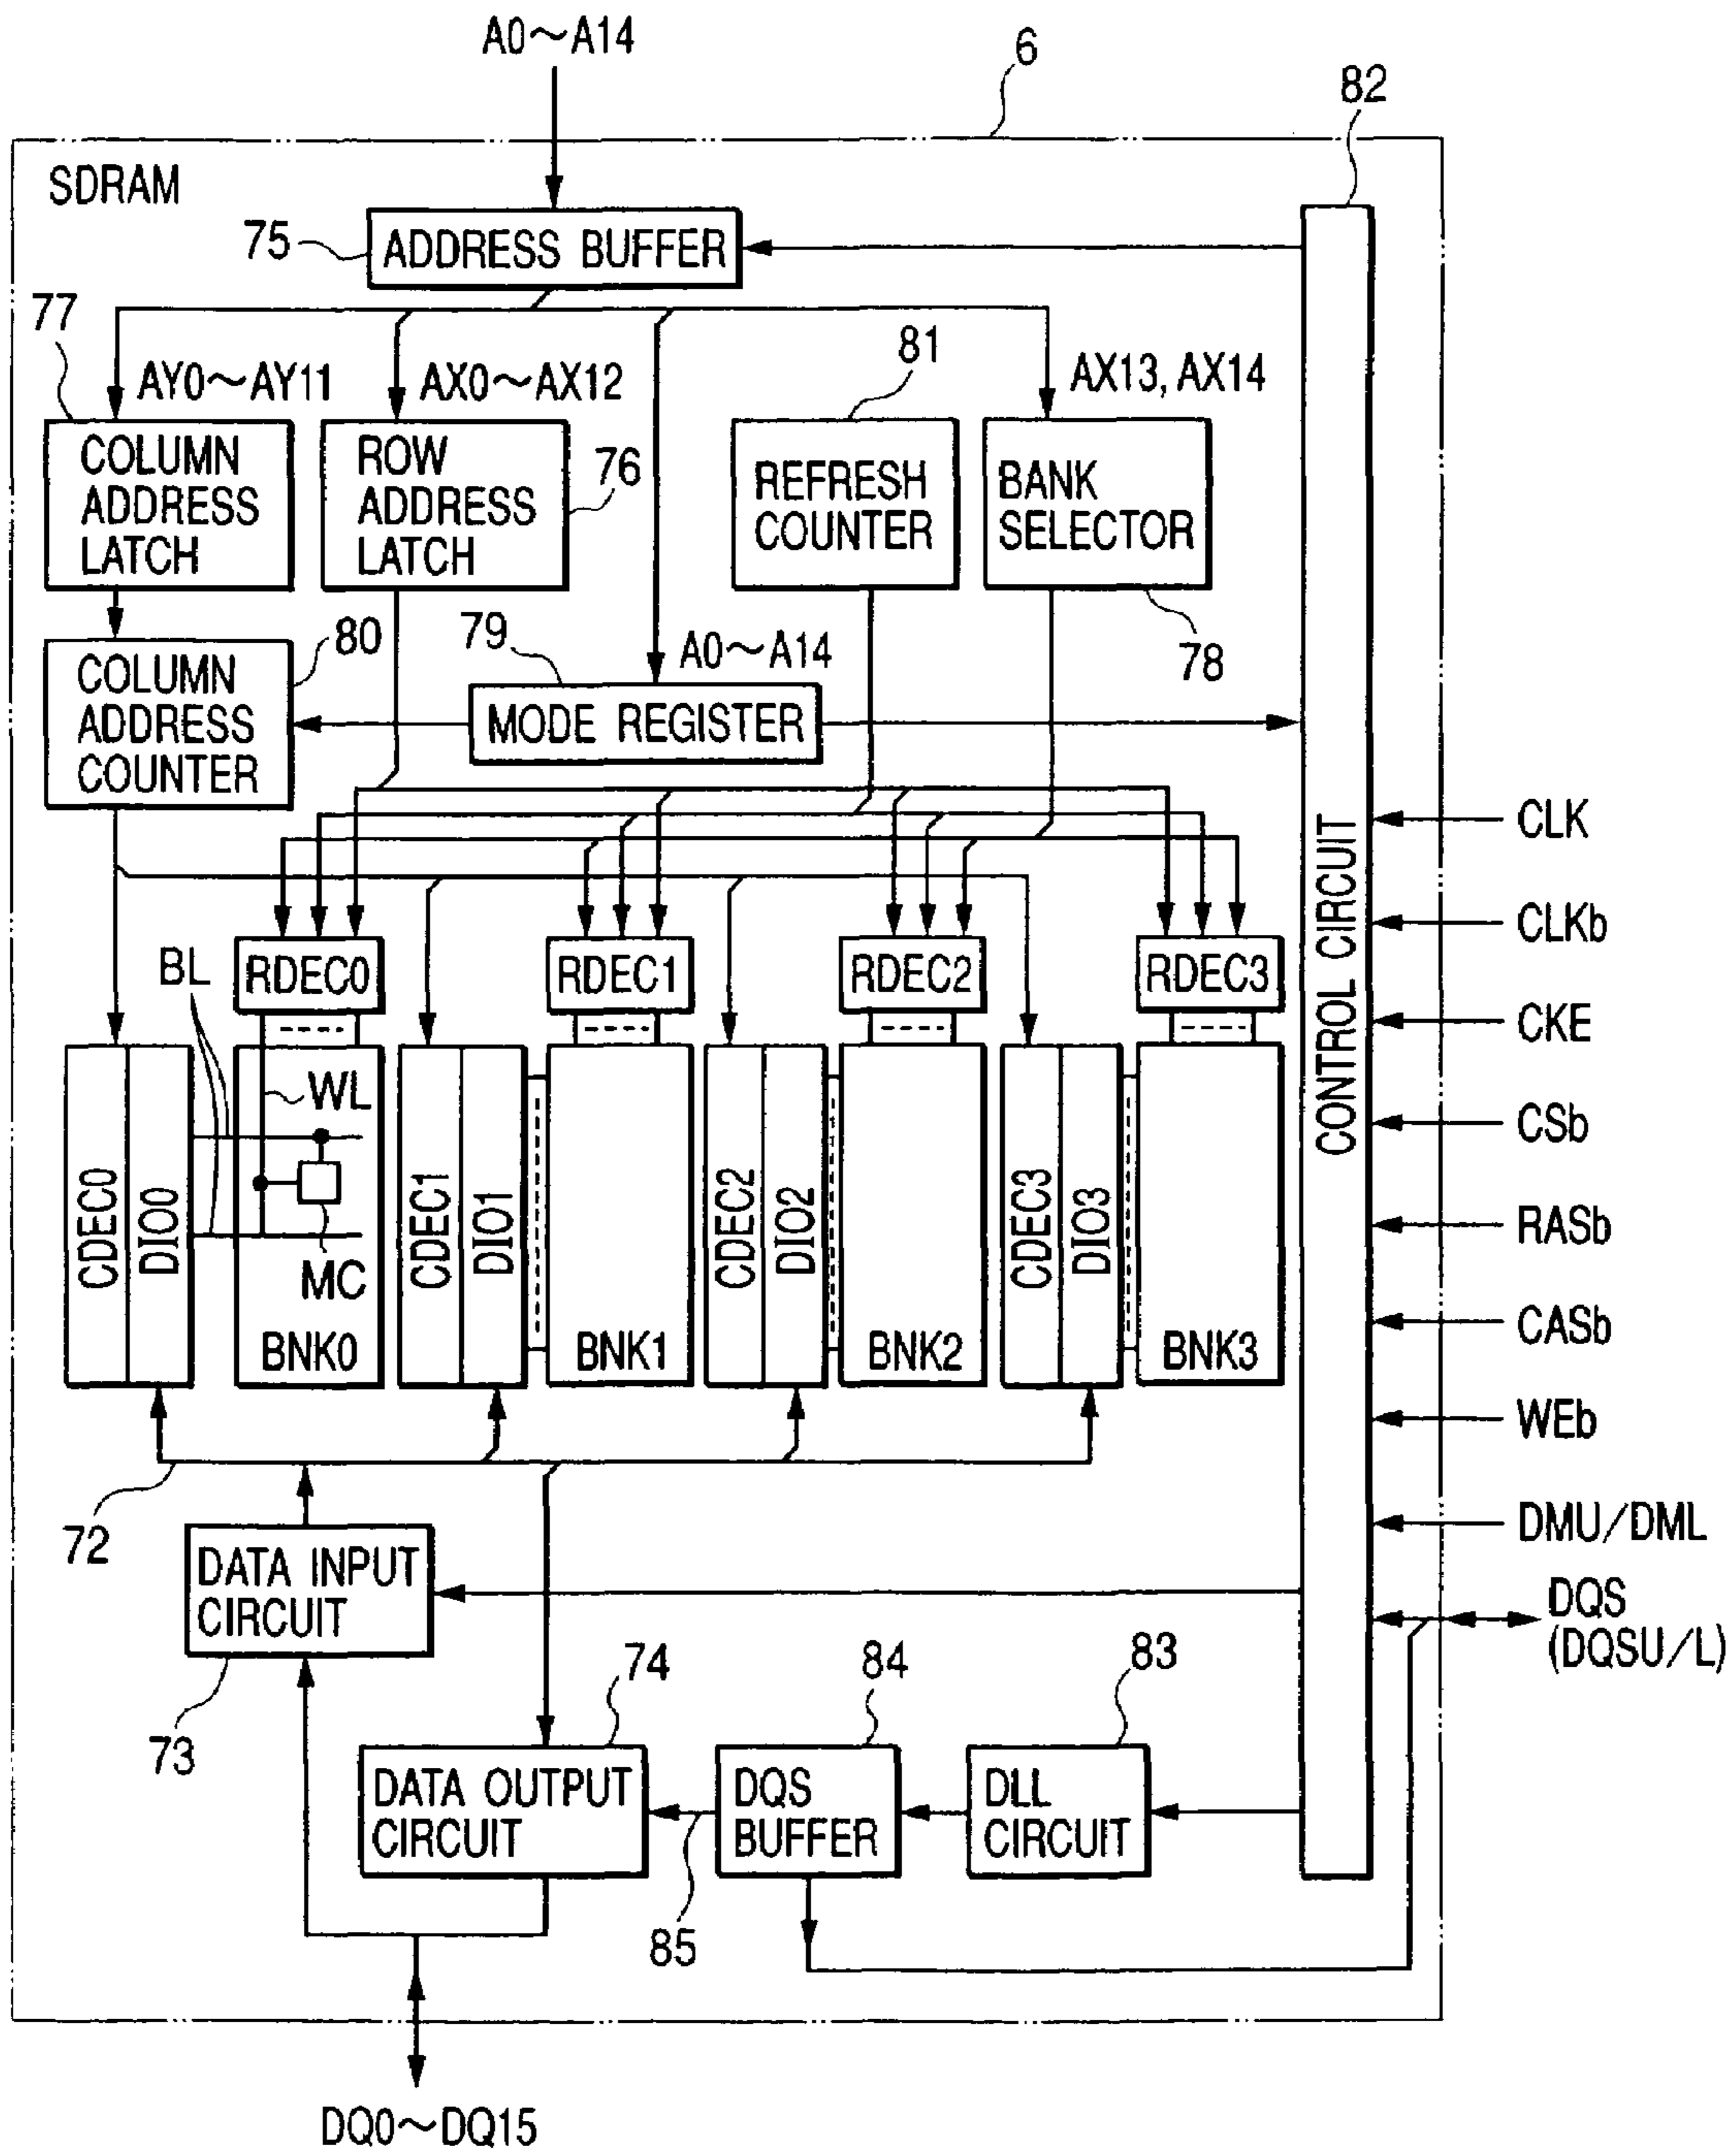 A0～A14
6
82
SDRAM
75
ADDRESS BUFFER
77
81
AY0～AY11
AX0～AX12
AX13, AX14
COLUMN
ADDRESS
LATCH
ROW
ADDRESS
LATCH
76
REFRESH
COUNTER
BANK
SELECTOR
80
79
A0～A14
78
COLUMN
ADDRESS
COUNTER
MODE REGISTER
CONTROL CIRCUIT
CLK
CLKb
CKE
CSb
RASb
CASb
WEb
DMU/DML
DQS
(DQSU/L)
BL
RDEC0
RDEC1
RDEC2
RDEC3
WL
MC
CDEC0
DIO0
BNK0
CDEC1
DIO1
BNK1
CDEC2
DIO2
BNK2
CDEC3
DIO3
BNK3
72
DATA INPUT
CIRCUIT
73
74
84
83
DATA OUTPUT
CIRCUIT
DQS
BUFFER
DLL
CIRCUIT
85
DQ0～DQ15